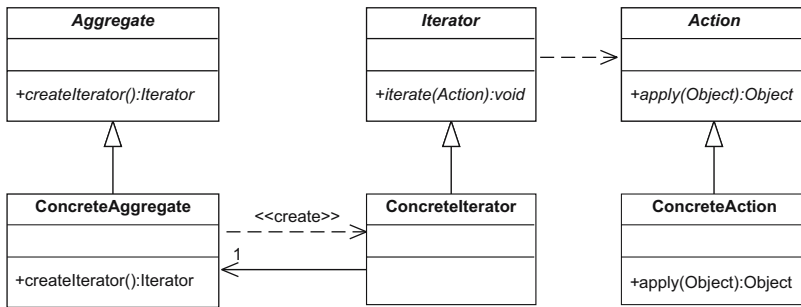 Aggregate
Iterator
Action
+createIterator():Iterator
+iterate(Action):void
+apply(Object):Object
ConcreteAggregate
<<create>>
ConcreteIterator
ConcreteAction
1
+createIterator():Iterator
+apply(Object):Object